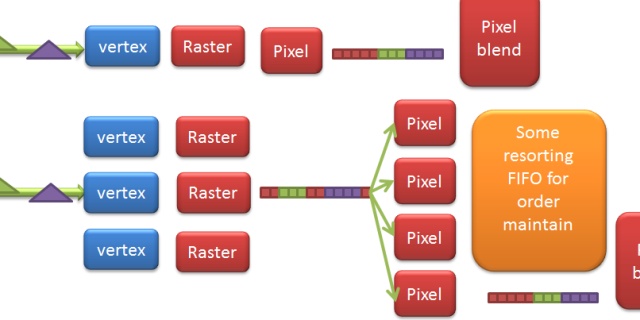 vertex
Raster
Pixel
Pixel
blend
vertex
Raster
vertex
Raster
vertex
Raster
Pixel
Pixel
Pixel
Pixel
Some
resorting
FIFO for
order
maintain